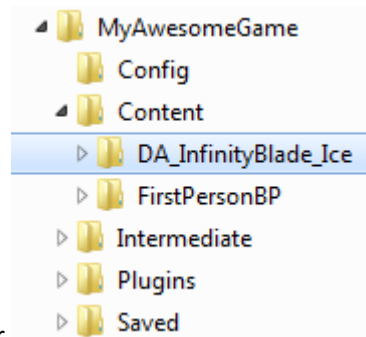 MyAwesomeGame
Config
Content
DA_InfinityBlade_Ice
FirstPersonBP
Intermediate
Plugins
Saved